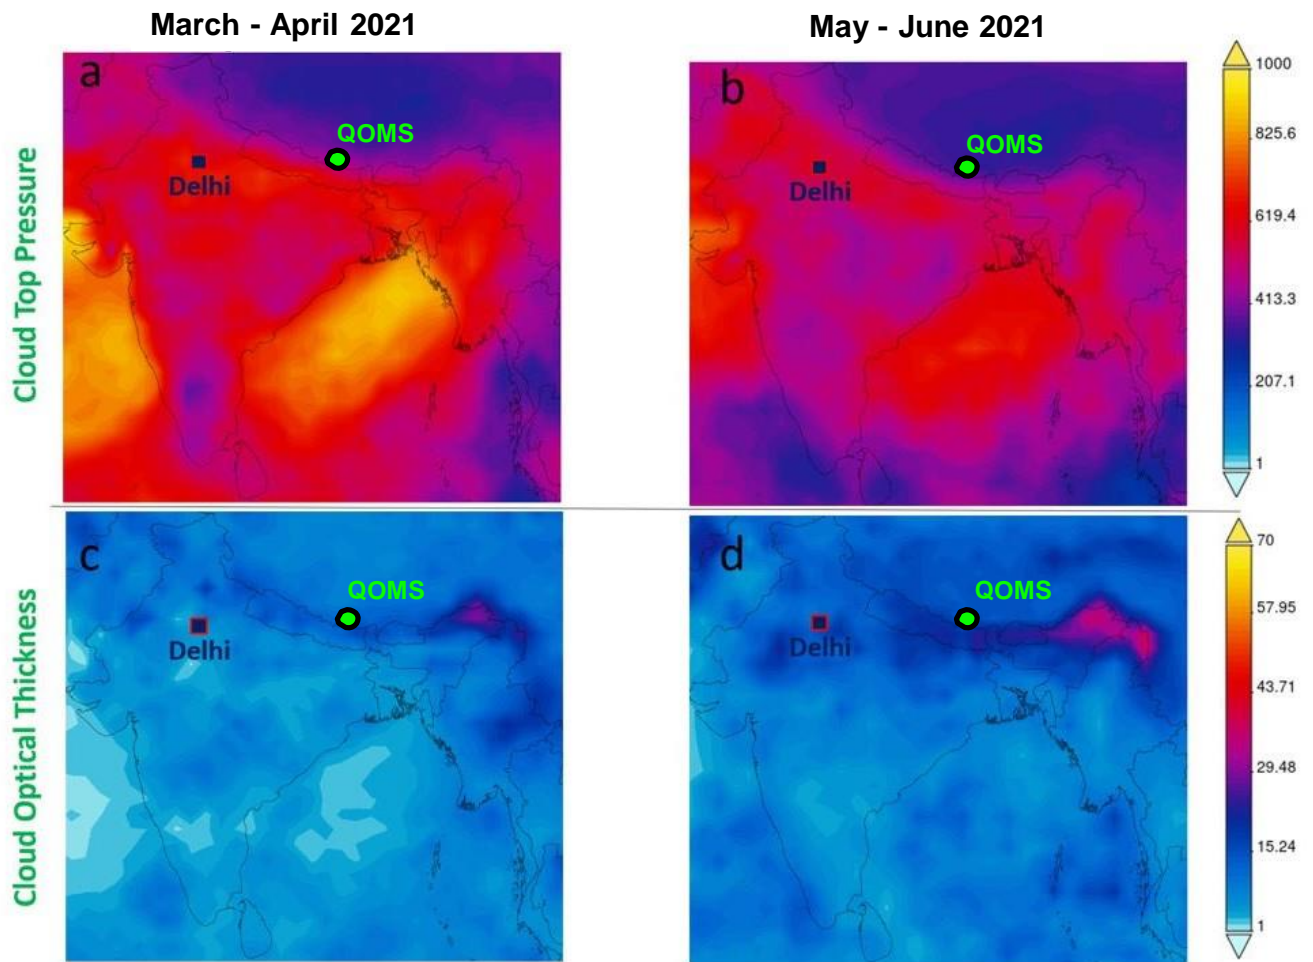 March - April 2021
May - June 2021
Cloud Top Pressure
a
QOMS
Delhi
b
QOMS
Delhi
1000
825.6
619.4
413.3
207.1
1
Cloud Optical Thickness
c
QOMS
Delhi
d
QOMS
Delhi
70
57.95
43.71
29.48
15.24
1